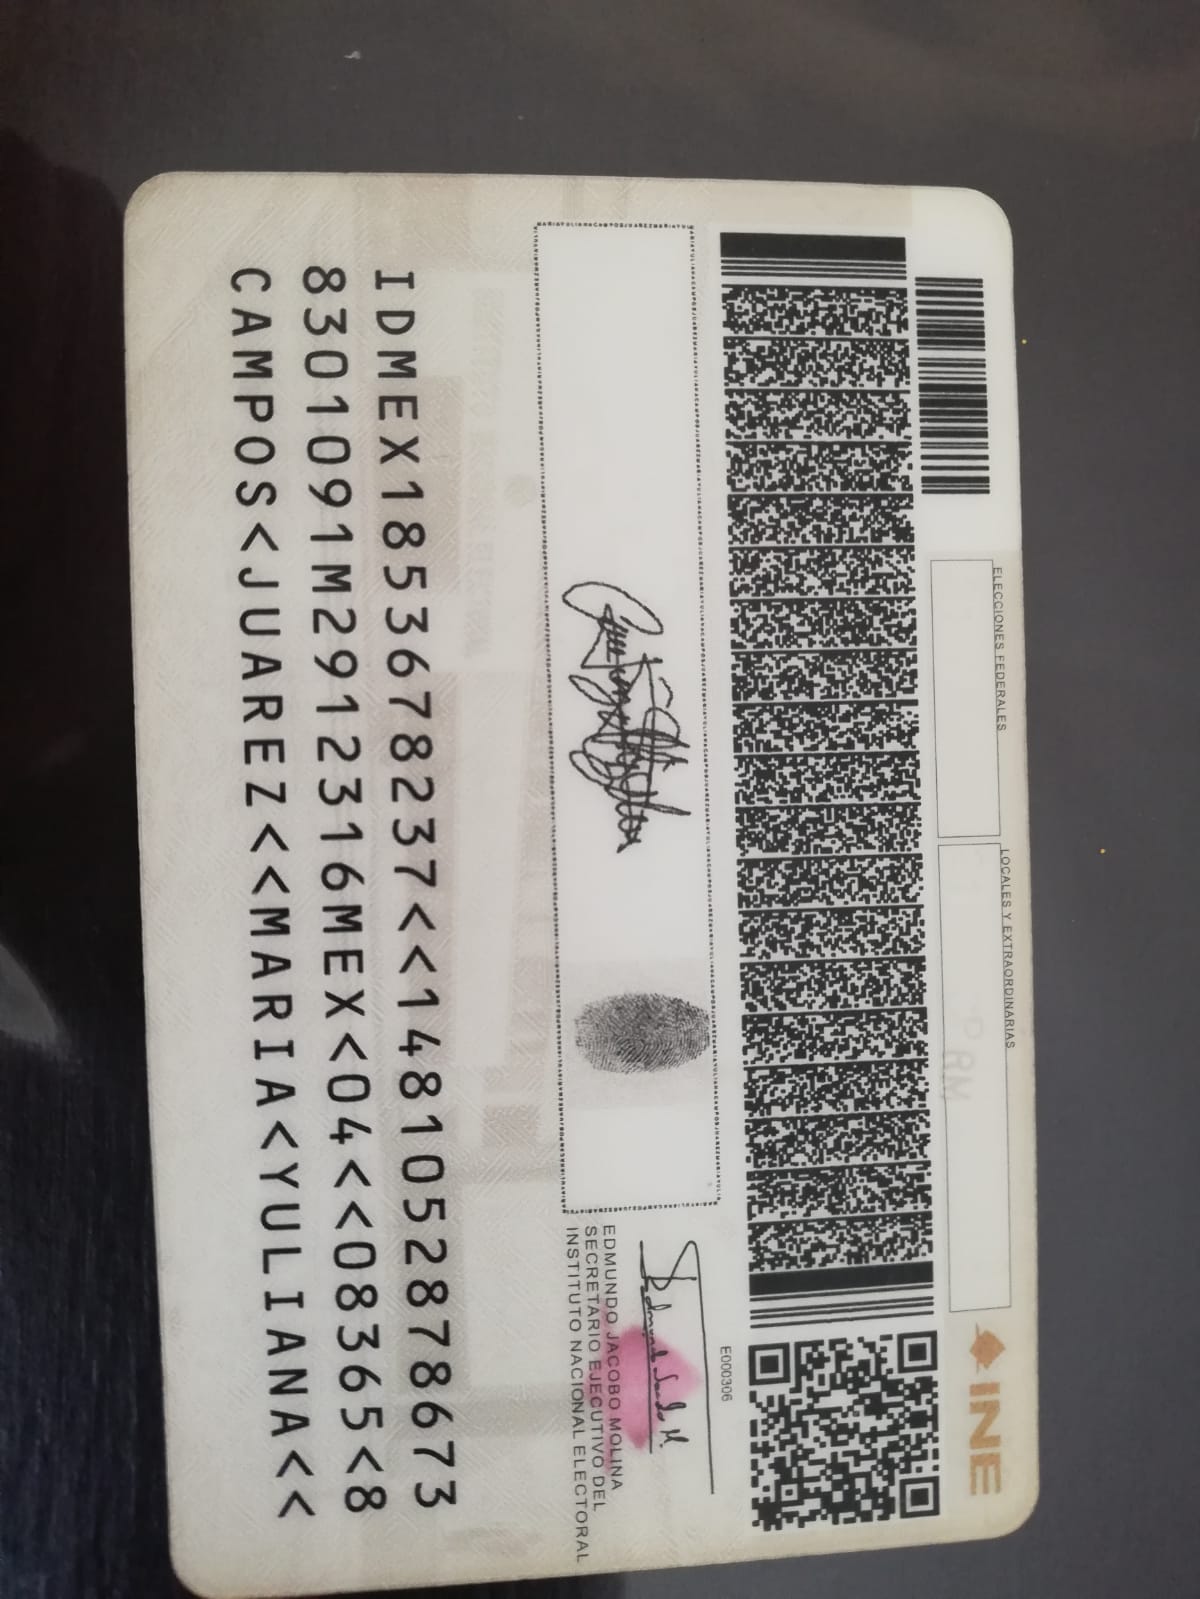 ELECCIONES FEDERALES
LOCALES Y EXTRAORDINARIAS
INE
E000306
EDMUNDO JACOBO MOLINA
SECRETARIO EJECUTIVO DEL
INSTITUTO NACIONAL ELECTORAL
IDMEX1853678237<<1481052878673
8301091M2912316MEX<04<<08365<8
CAMPOS<JUAREZ<<MARIA<YULIANA<<